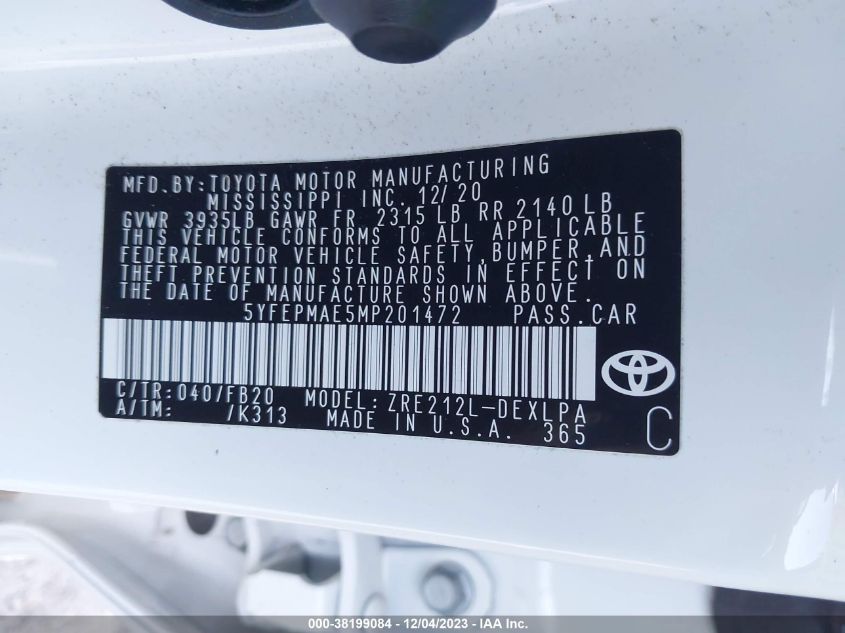 MFD. BY: TOYOTA MOTOR MANUFACTURING
MISSISSIPPI INC. 12/20
GVWR 3935LB GAWR FR 2315 LB RR 2140 LB
THIS VEHICLE CONFORMS TO ALL APPLICABLE
FEDERAL MOTOR VEHICLE SAFETY, BUMPER, AND
THEFT PREVENTION STANDARDS IN EFFECT ON
THE DATE OF MANUFACTURE SHOWN ABOVE.
5YFEPMAE5MP201472 PASS. CAR
C/TR: 040/FB20 MODEL: ZRE212L-DEXLPA
A/TM: /K313 MADE IN U.S.A. 365 C
000-38199084 - 12/04/2023 - IAA Inc.